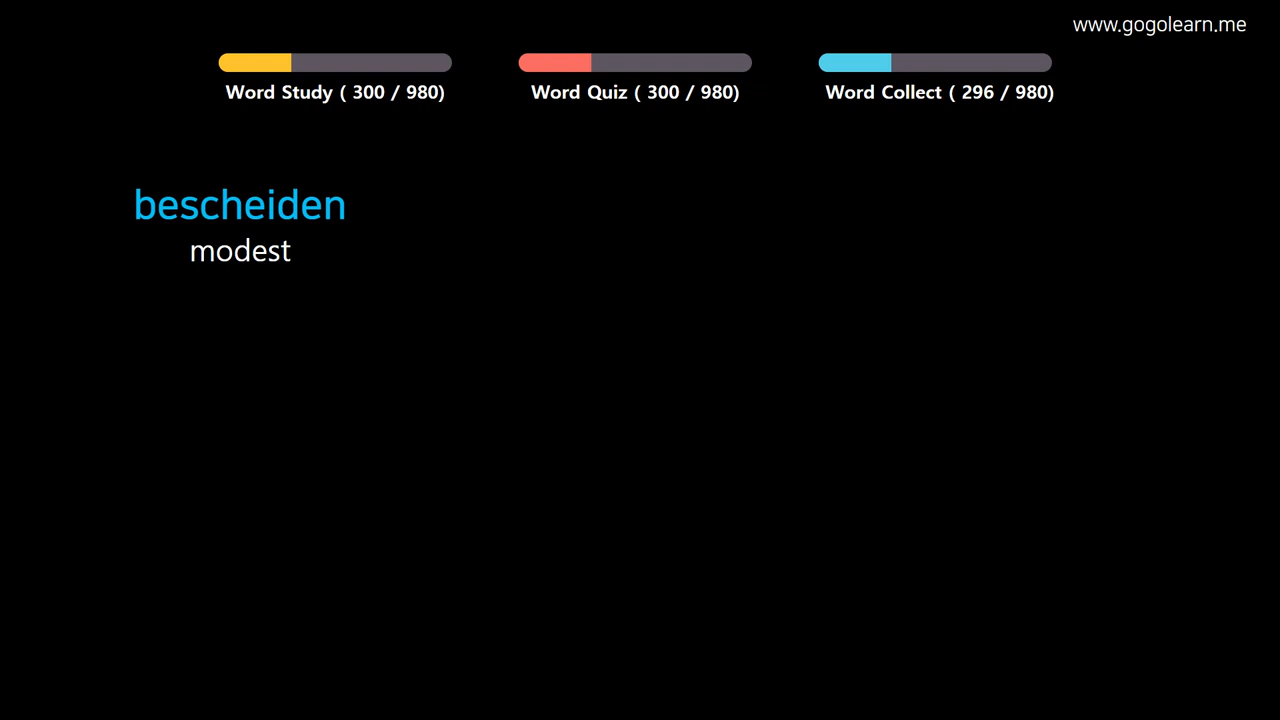 www.gogolearn.me
Word Study ( 300 / 980)
Word Quiz ( 300 / 980)
Word Collect ( 296 / 980)
bescheiden
modest